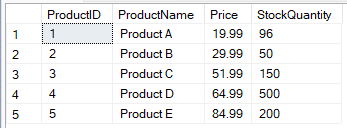 ProductID ProductName Price StockQuantity
1 1 Product A 19.99 96
2 2 Product B 29.99 50
3 3 Product C 51.99 150
4 4 Product D 64.99 500
5 5 Product E 84.99 200